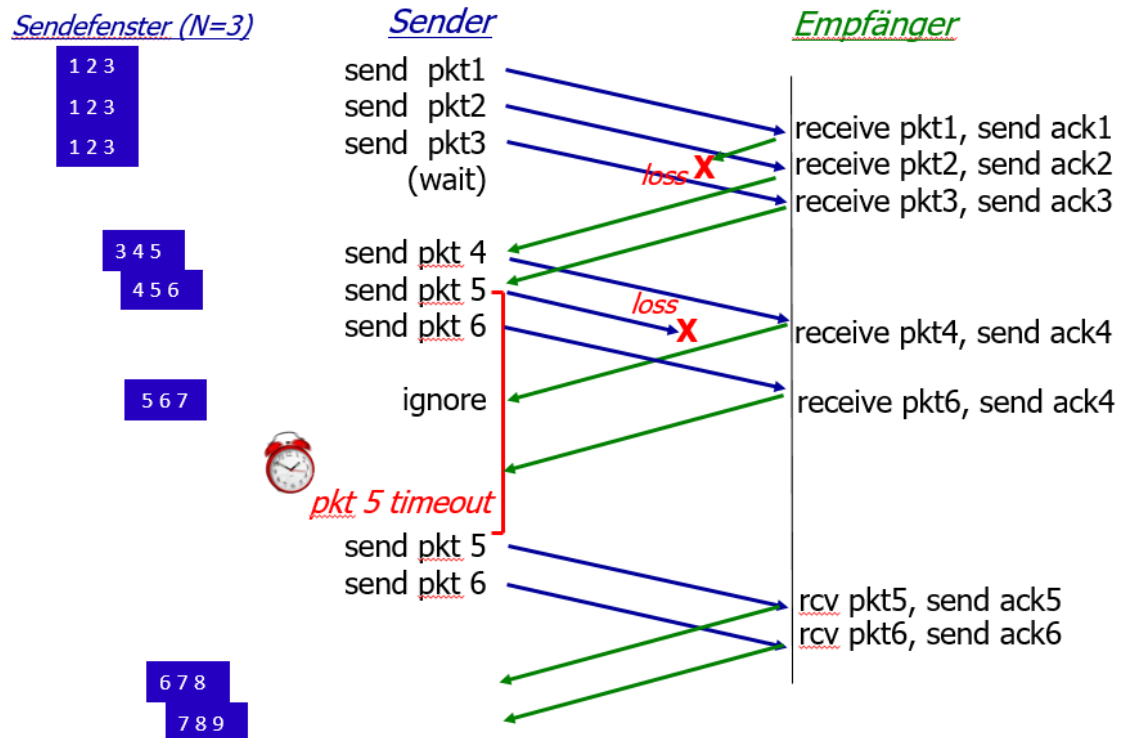 Sendefenster (N=3) Sender Empfänger
1 2 3 send pkt1
1 2 3 send pkt2 receive pkt1, send ack1
1 2 3 send pkt3 loss X receive pkt2, send ack2
(wait) receive pkt3, send ack3
3 4 5 send pkt 4
4 5 6 send pkt 5 loss
send pkt 6 X receive pkt4, send ack4
5 6 7 ignore receive pkt6, send ack4
pkt 5 timeout
send pkt 5
send pkt 6 rcv pkt5, send ack5
rcv pkt6, send ack6
6 7 8
7 8 9